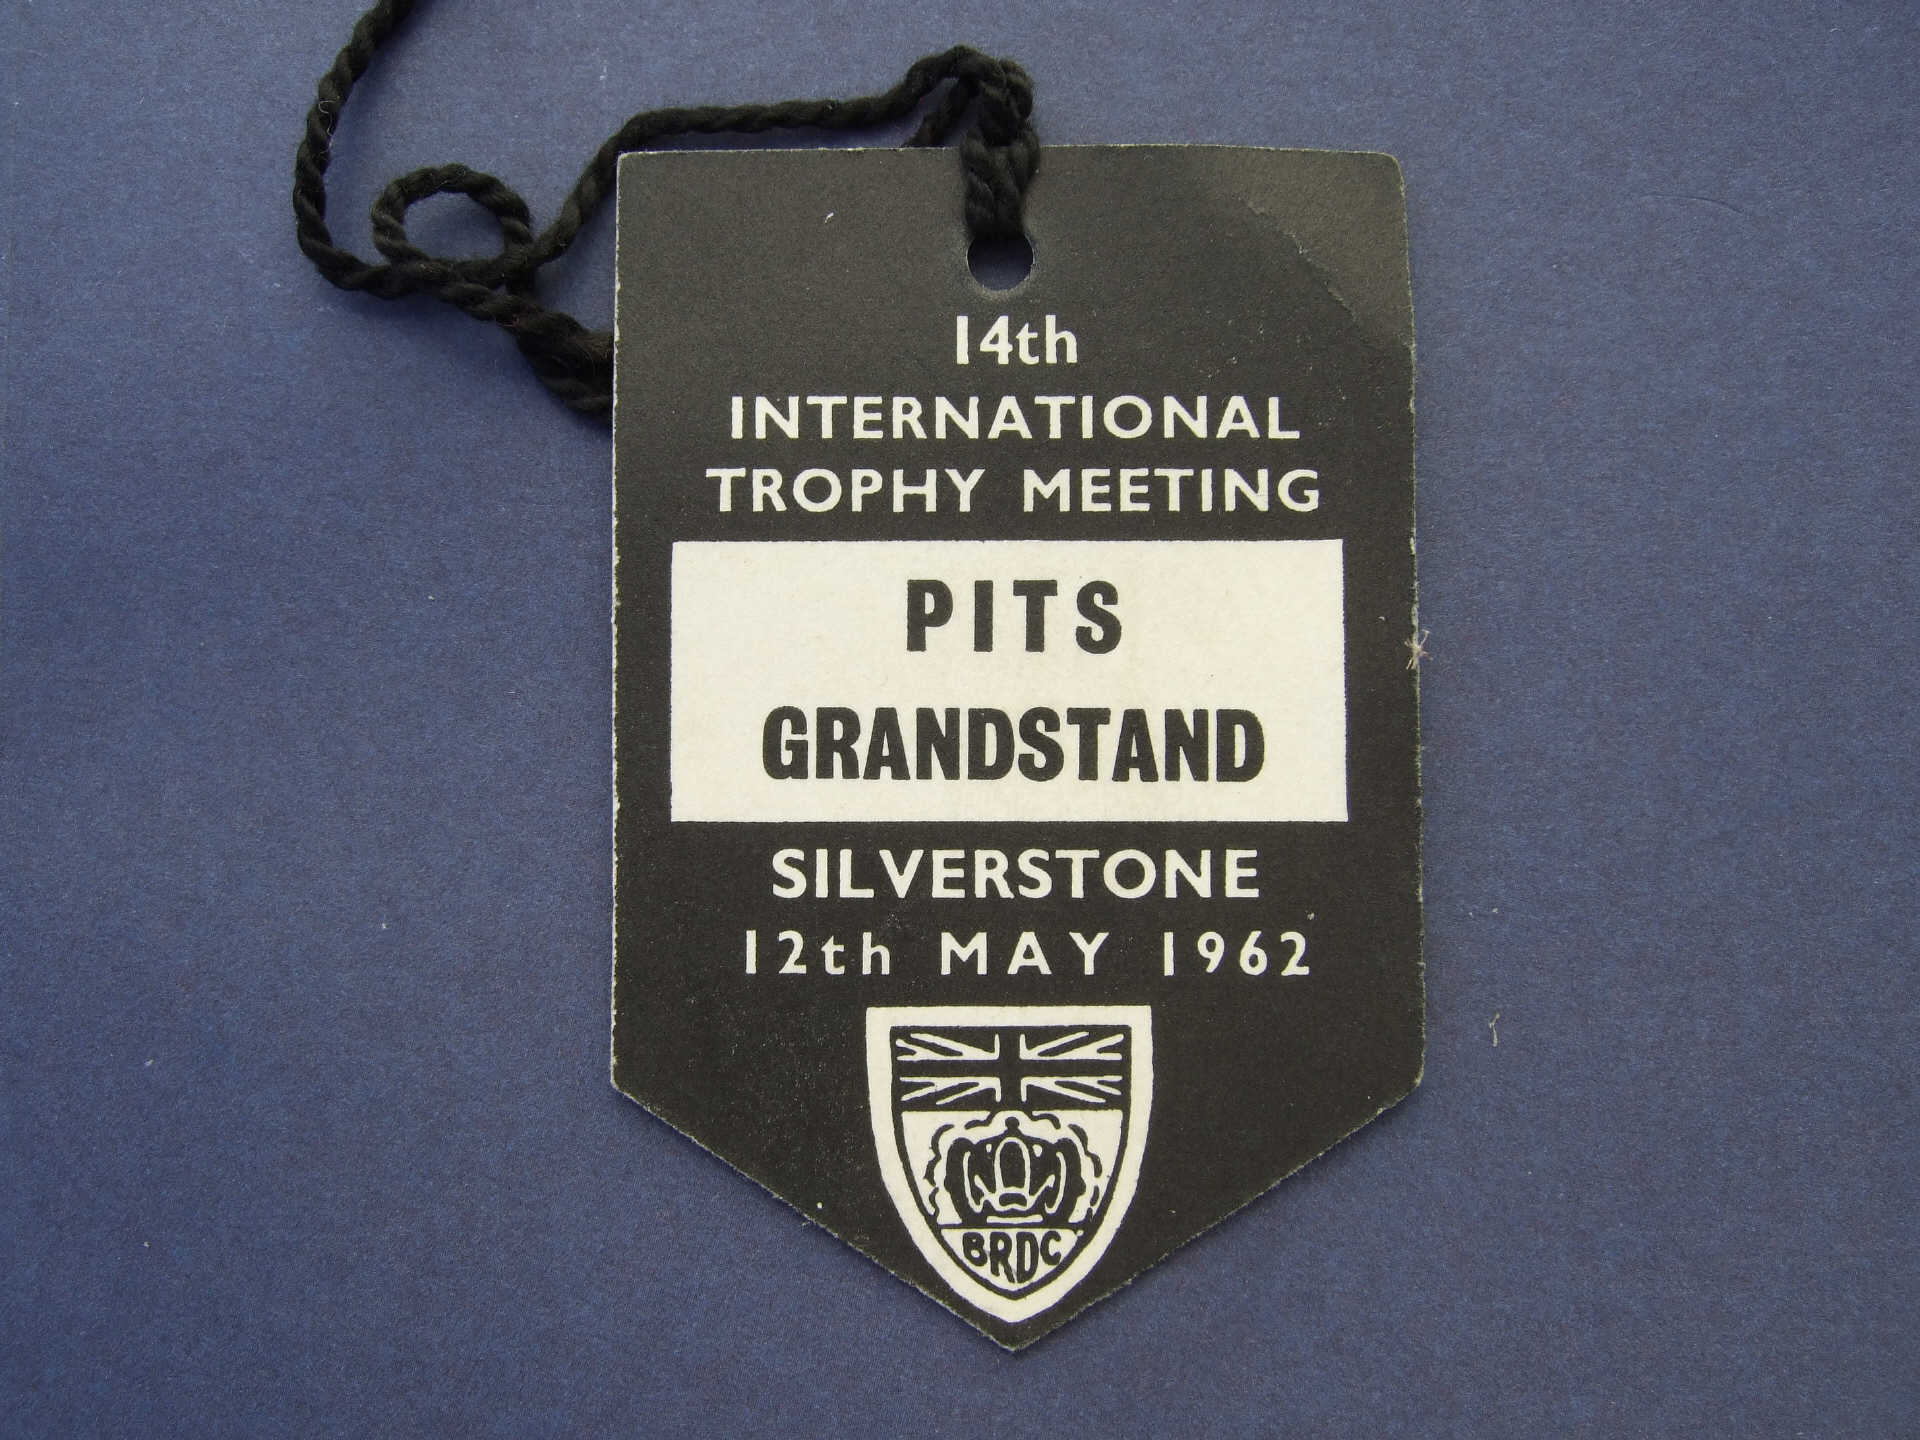 14th
INTERNATIONAL
TROPHY MEETING
PITS
GRANDSTAND
SILVERSTONE
12th MAY 1962
BRDC